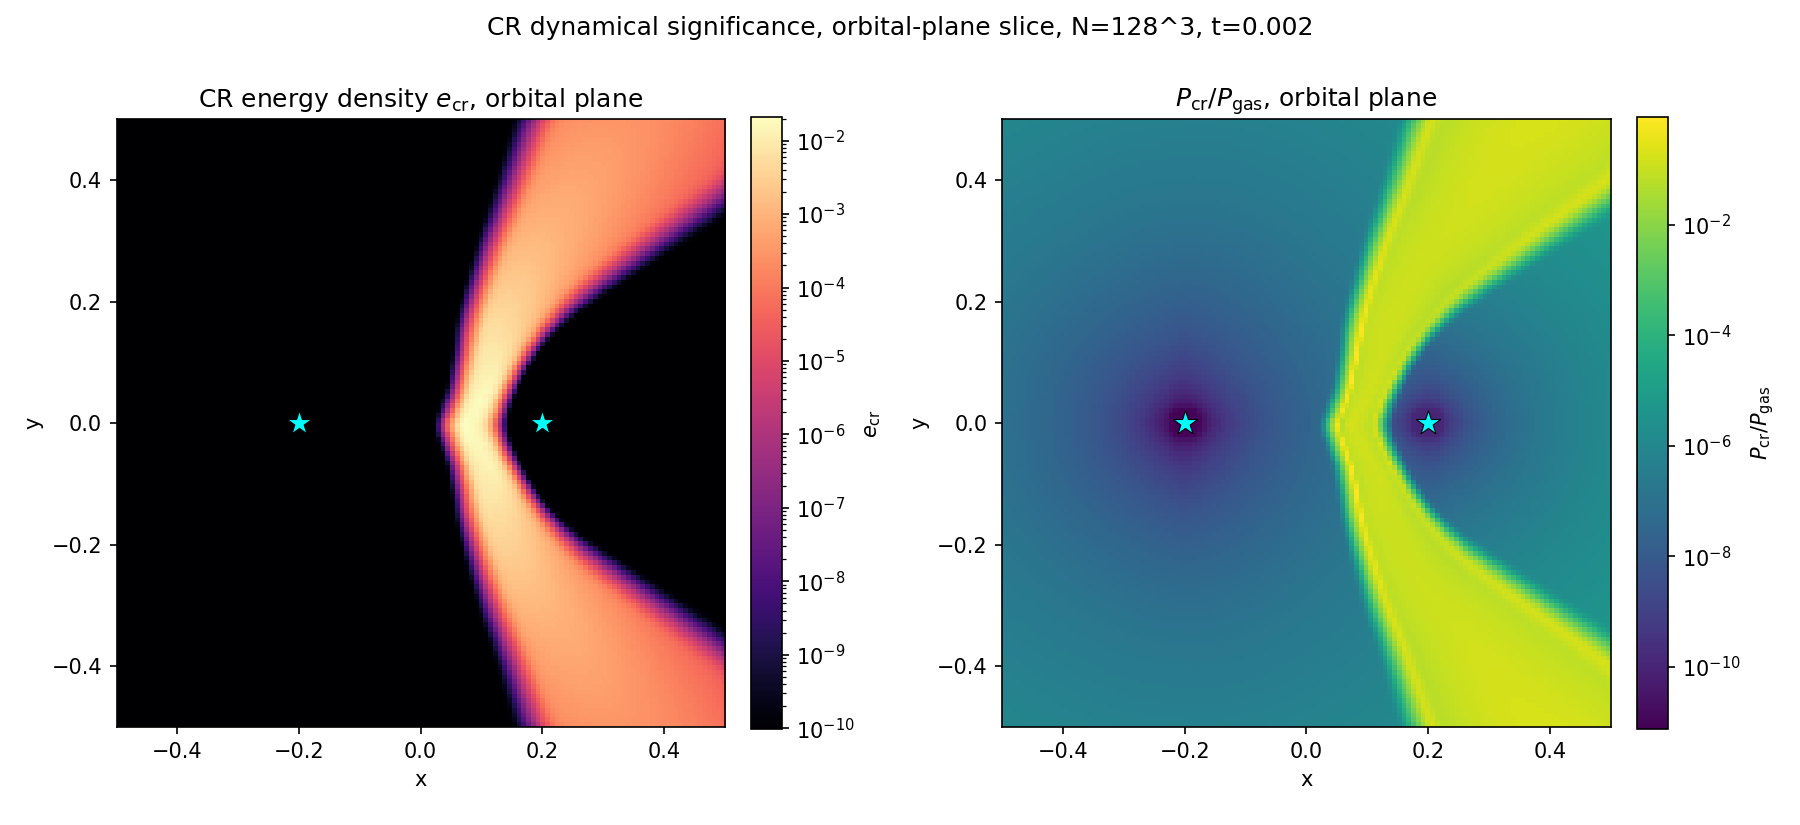 CR dynamical significance, orbital-plane slice, N=128^3, t=0.002
CR energy density e_cr, orbital plane
0.4
0.2
0.0
−0.2
−0.4
y
−0.4 −0.2 0.0 0.2 0.4
x
10^−2
10^−3
10^−4
10^−5
10^−6
10^−7
10^−8
10^−9
10^−10
e_cr
P_cr/P_gas, orbital plane
0.4
0.2
0.0
−0.2
−0.4
y
−0.4 −0.2 0.0 0.2 0.4
x
10^−2
10^−4
10^−6
10^−8
10^−10
P_cr/P_gas